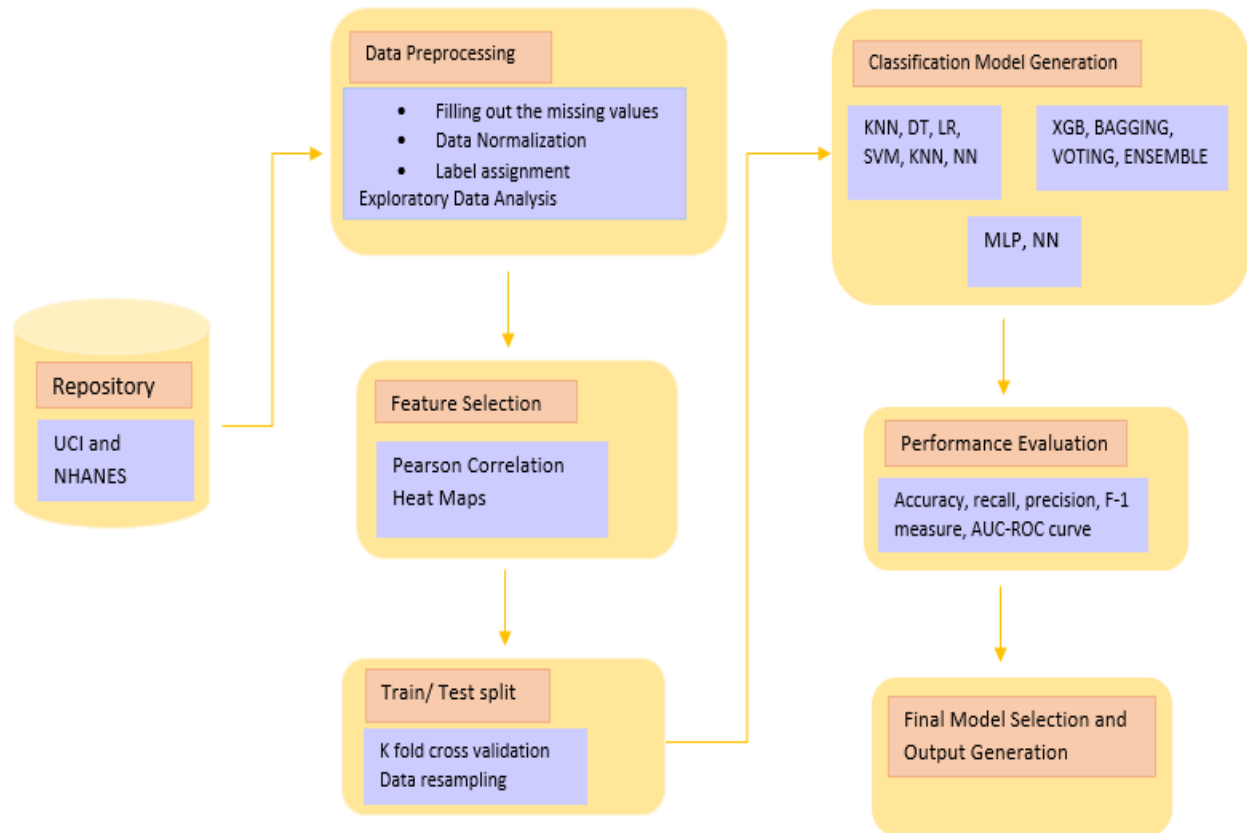 Repository
UCI and
NHANES
Data Preprocessing
• Filling out the missing values
• Data Normalization
• Label assignment
Exploratory Data Analysis
Feature Selection
Pearson Correlation
Heat Maps
Train/ Test split
K fold cross validation
Data resampling
Classification Model Generation
KNN, DT, LR,
SVM, KNN, NN
XGB, BAGGING,
VOTING, ENSEMBLE
MLP, NN
Performance Evaluation
Accuracy, recall, precision, F-1
measure, AUC-ROC curve
Final Model Selection and
Output Generation